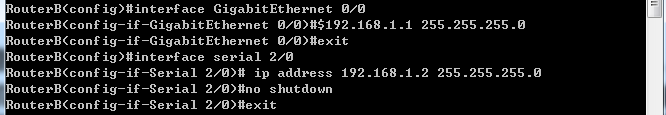 RouterB(config)#interface GigabitEthernet 0/0
RouterB(config-if-GigabitEthernet 0/0)#$192.168.1.1 255.255.255.0
RouterB(config-if-GigabitEthernet 0/0)#exit
RouterB(config)#interface serial 2/0
RouterB(config-if-Serial 2/0)# ip address 192.168.1.2 255.255.255.0
RouterB(config-if-Serial 2/0)#no shutdown
RouterB(config-if-Serial 2/0)#exit